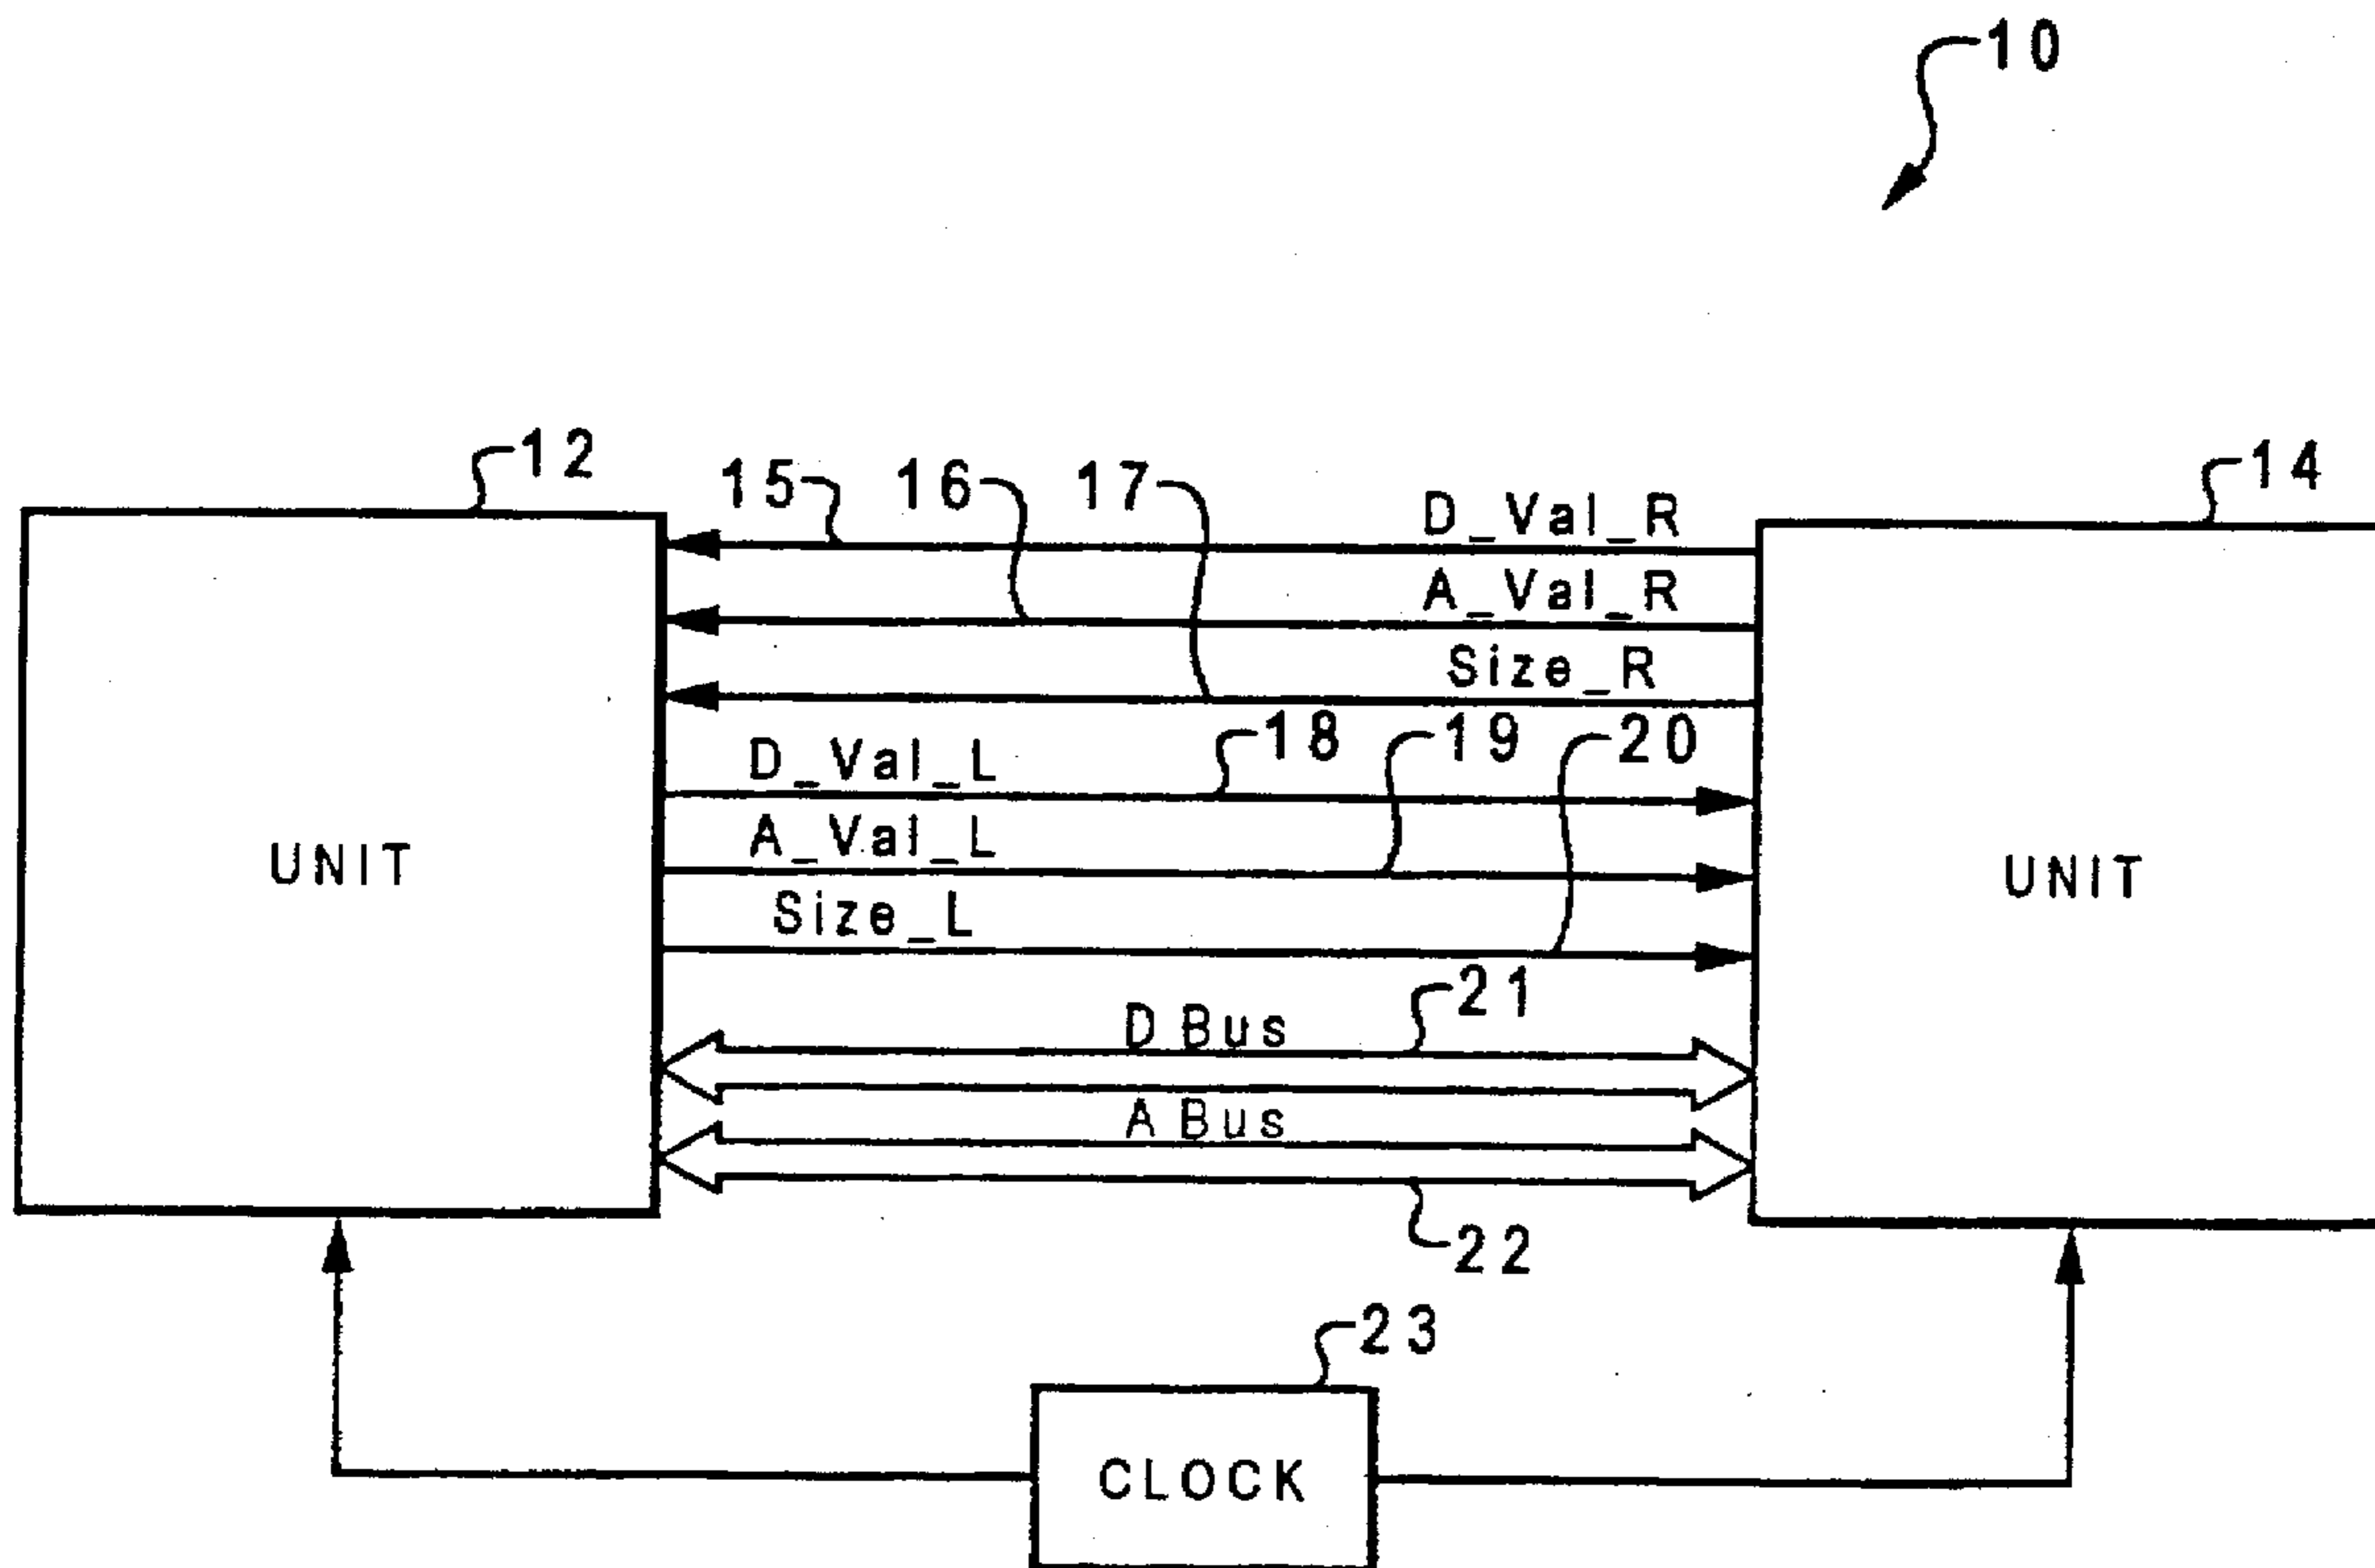 10
12
14
15
16
17
D_Val_R
A_Val_R
Size_R
18
19
20
D_Val_L
A_Val_L
Size_L
UNIT
UNIT
21
D Bus
A Bus
22
23
CLOCK